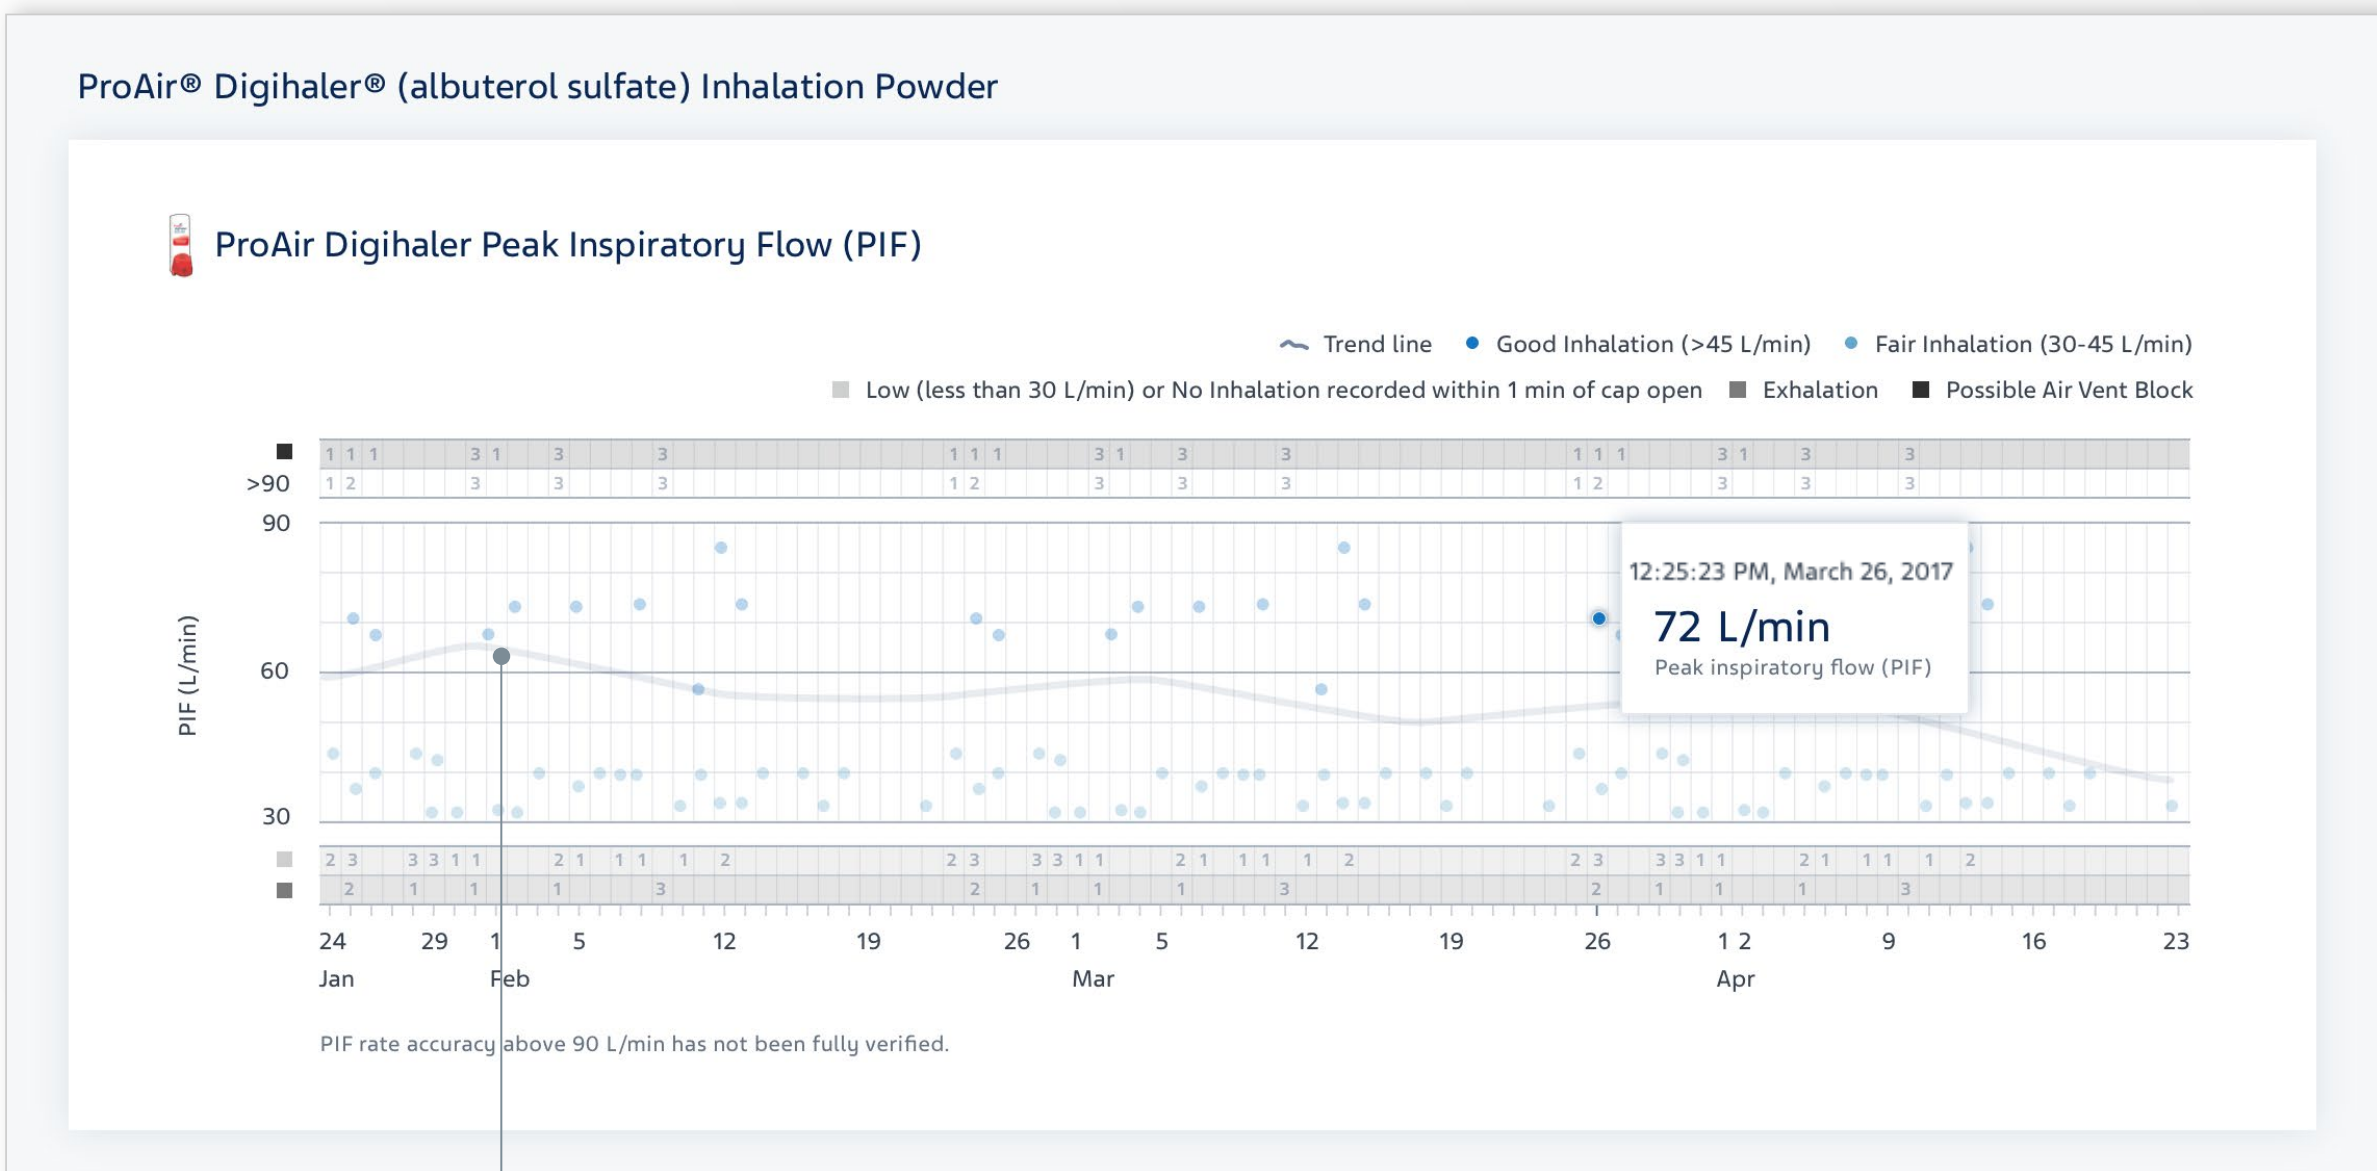 ProAir® Digihaler® (albuterol sulfate) Inhalation Powder
ProAir Digihaler Peak Inspiratory Flow (PIF)
Trend line Good Inhalation (>45 L/min) Fair Inhalation (30-45 L/min)
Low (less than 30 L/min) or No Inhalation recorded within 1 min of cap open Exhalation Possible Air Vent Block
1 1 1 3 1 3 3 1 1 1 3 1 3 3 1 1 1 3 1 3 3
>90 1 2 3 3 3 1 2 3 3 3 1 2 3 3 3
90
12:25:23 PM, March 26, 2017
72 L/min
Peak inspiratory flow (PIF)
60
PIF (L/min)
30
2 3 3 3 1 1 2 1 1 1 1 2 2 3 3 3 1 1 2 1 1 1 1 2 2 3 3 3 1 1 2 1 1 1 1 2
2 1 1 1 3 2 1 1 1 3 2 1 1 1 3
24 29 1 5 12 19 26 1 5 12 19 26 1 2 9 16 23
Jan Feb Mar Apr
PIF rate accuracy above 90 L/min has not been fully verified.